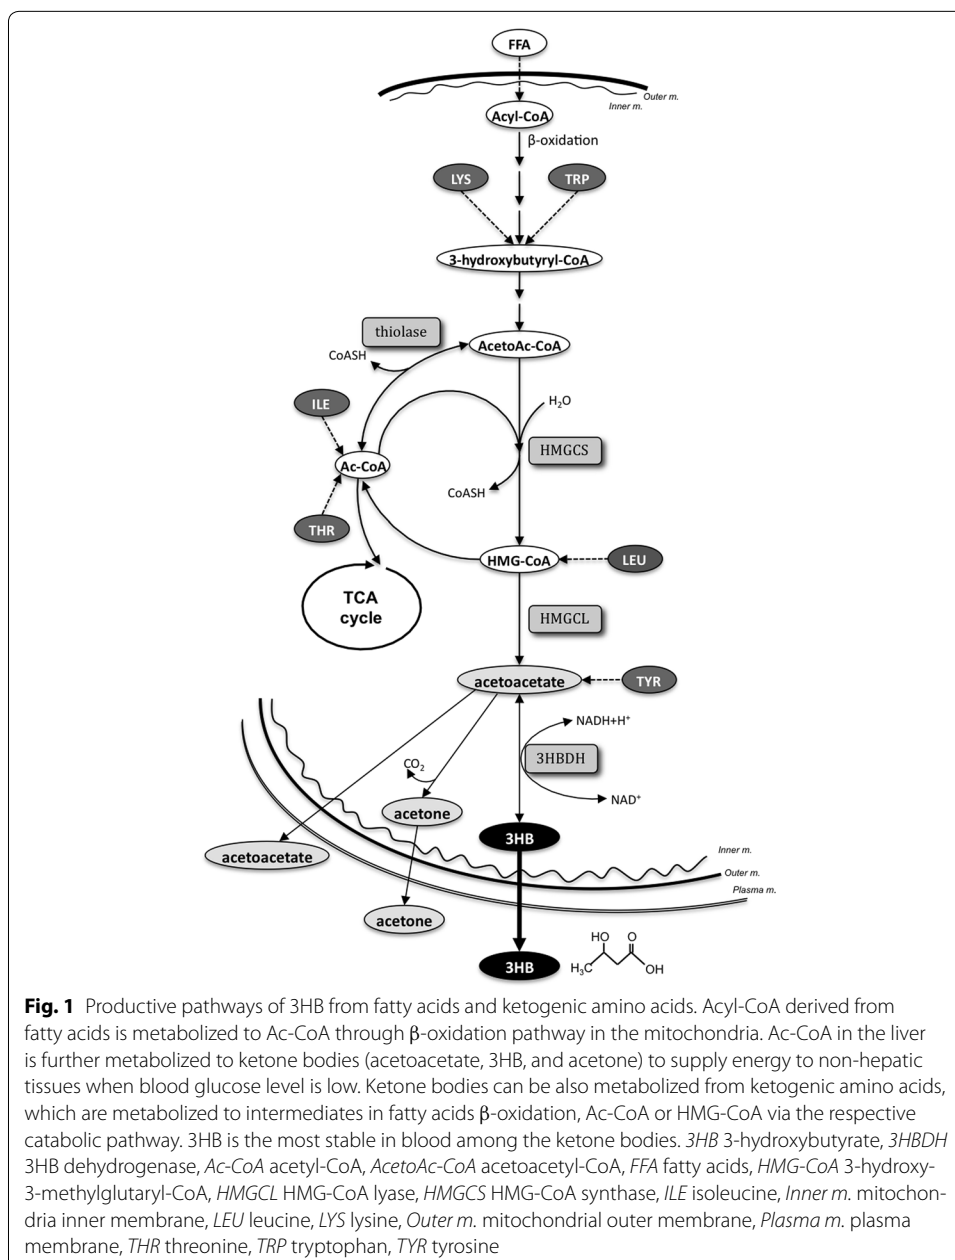 FFA
Outer m.
Inner m.
Acyl-CoA
β-oxidation
LYS
TRP
3-hydroxybutyryl-CoA
thiolase
AcetoAc-CoA
CoASH
ILE
H₂O
HMGCS
Ac-CoA
CoASH
THR
HMG-CoA
LEU
TCA
cycle
HMGCL
acetoacetate
TYR
NADH+H⁺
3HBDH
CO₂
NAD⁺
acetone
3HB
acetoacetate
Inner m.
Outer m.
Plasma m.
acetone
HO
O
3HB
H₃C
OH
Fig. 1 Productive pathways of 3HB from fatty acids and ketogenic amino acids. Acyl-CoA derived from
fatty acids is metabolized to Ac-CoA through β-oxidation pathway in the mitochondria. Ac-CoA in the liver
is further metabolized to ketone bodies (acetoacetate, 3HB, and acetone) to supply energy to non-hepatic
tissues when blood glucose level is low. Ketone bodies can be also metabolized from ketogenic amino acids,
which are metabolized to intermediates in fatty acids β-oxidation, Ac-CoA or HMG-CoA via the respective
catabolic pathway. 3HB is the most stable in blood among the ketone bodies. 3HB 3-hydroxybutyrate, 3HBDH
3HB dehydrogenase, Ac-CoA acetyl-CoA, AcetoAc-CoA acetoacetyl-CoA, FFA fatty acids, HMG-CoA 3-hydroxy-
3-methylglutaryl-CoA, HMGCL HMG-CoA lyase, HMGCS HMG-CoA synthase, ILE isoleucine, Inner m. mitochon-
dria inner membrane, LEU leucine, LYS lysine, Outer m. mitochondrial outer membrane, Plasma m. plasma
membrane, THR threonine, TRP tryptophan, TYR tyrosine